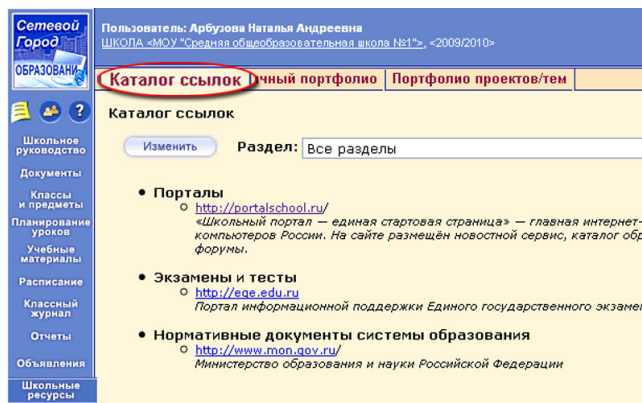 Сетевой
Город
ОБРАЗОВАНИ
Пользователь: Арбузова Наталья Андреевна
ШКОЛА «МОУ "Средняя общеобразовательная школа №1"», <2009/2010>
Каталог ссылок чный портфолио Портфолио проектов/тем
?
Каталог ссылок
Изменить Раздел: Все разделы
Школьное
руководство
Документы
Классы
и предметы
Планирование
уроков
Учебные
материалы
Расписание
Классный
журнал
Отчеты
Объявления
Школьные
ресурсы
• Порталы
http://portalschool.ru/
«Школьный портал — единая стартовая страница» — главная интернет-
компьютеров России. На сайте размещён новостной сервис, каталог обр
форумы.
• Экзамены и тесты
http://ege.edu.ru
Портал информационной поддержки Единого государственного экзамен
• Нормативные документы системы образования
http://www.mon.gov.ru/
Министерство образования и науки Российской Федерации